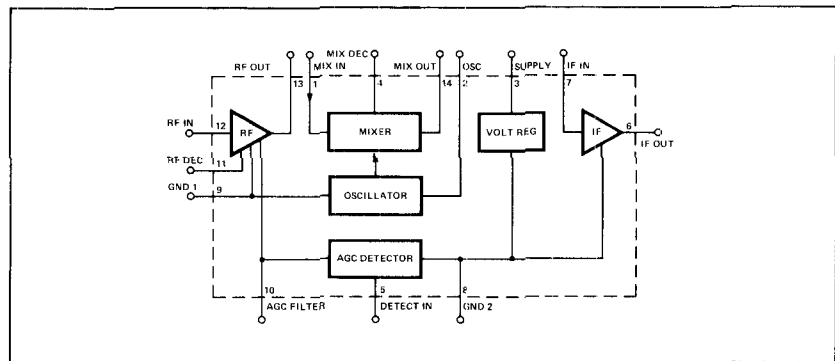 RF OUT
MIX DEC
MIX IN
MIX OUT
OSC
SUPPLY
IF IN
13
1
4
14
2
3
7
RF IN
12
RF
MIXER
VOLT REG
IF
6
IF OUT
RF DEC
11
GND 1
9
OSCILLATOR
AGC DETECTOR
10
5
8
AGC FILTER
DETECT IN
GND 2